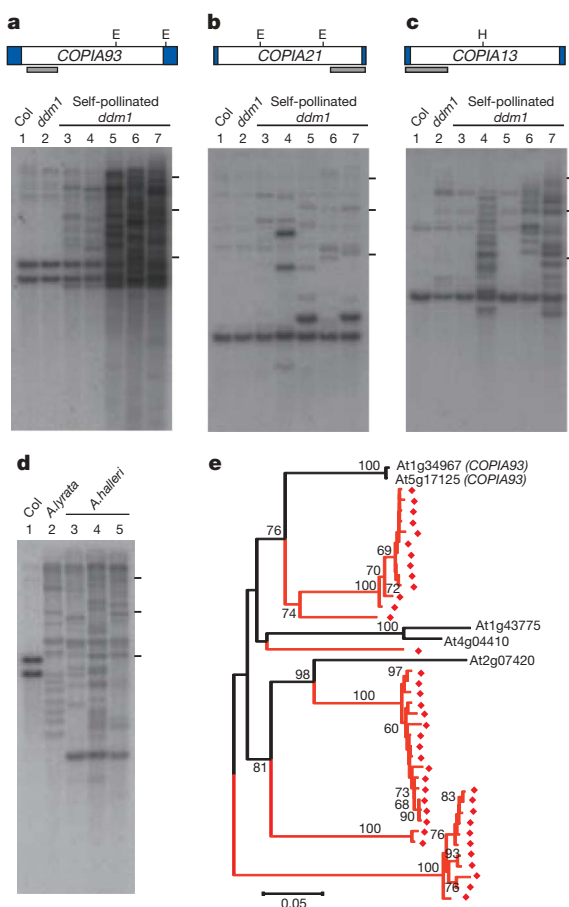 a b c
E E E E H
COPIA93 COPIA21 COPIA13
Col ddm1 Self-pollinated ddm1
1 2 3 4 5 6 7
Col ddm1 Self-pollinated ddm1
1 2 3 4 5 6 7
Col ddm1 Self-pollinated ddm1
1 2 3 4 5 6 7
d
Col A.lyrata A.halleri
1 2 3 4 5
e
100 At1g34967 (COPIA93)
At5g17125 (COPIA93)
76
69
70
100 72
74
100 At1g43775
At4g04410
At2g07420
98
97
100
60
81
73
68
90
83
100
76
93
100
76
0.05